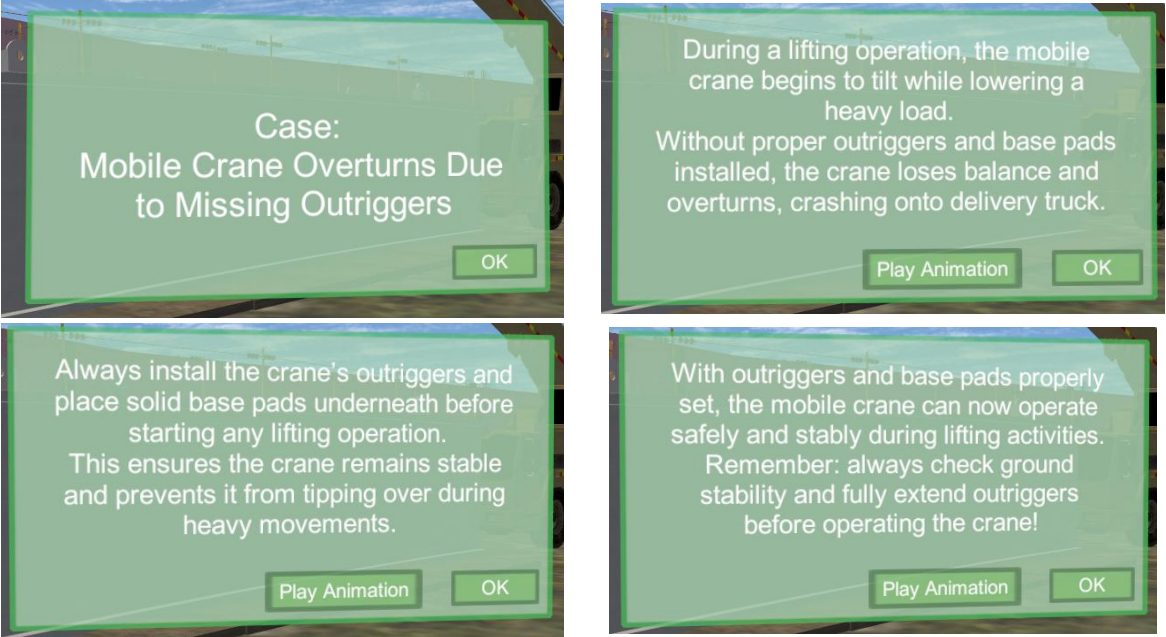 Case:
Mobile Crane Overturns Due
to Missing Outriggers
OK
During a lifting operation, the mobile
crane begins to tilt while lowering a
heavy load.
Without proper outriggers and base pads
installed, the crane loses balance and
overturns, crashing onto delivery truck.
Play Animation
OK
Always install the crane's outriggers and
place solid base pads underneath before
starting any lifting operation.
This ensures the crane remains stable
and prevents it from tipping over during
heavy movements.
Play Animation
OK
With outriggers and base pads properly
set, the mobile crane can now operate
safely and stably during lifting activities.
Remember: always check ground
stability and fully extend outriggers
before operating the crane!
Play Animation
OK